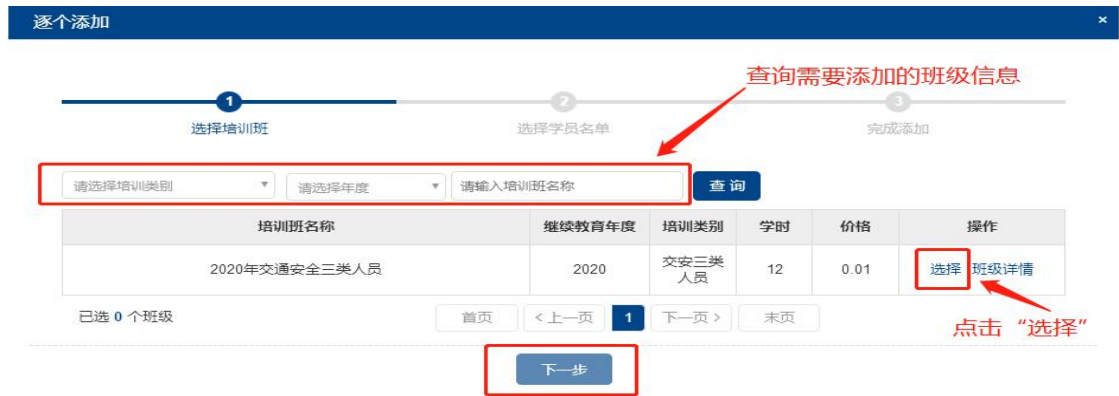 逐个添加 ×
查询需要添加的班级信息
1 2 3
选择培训班 选择学员名单 完成添加
请选择培训类别 请选择年度 请输入培训班名称 查 询
培训班名称 继续教育年度 培训类别 学时 价格 操作
2020年交通安全三类人员 2020 交安三类人员 12 0.01 选择 班级详情
已选 0 个班级 首页 <上一页 1 下一页> 末页
点击“选择”
下一步